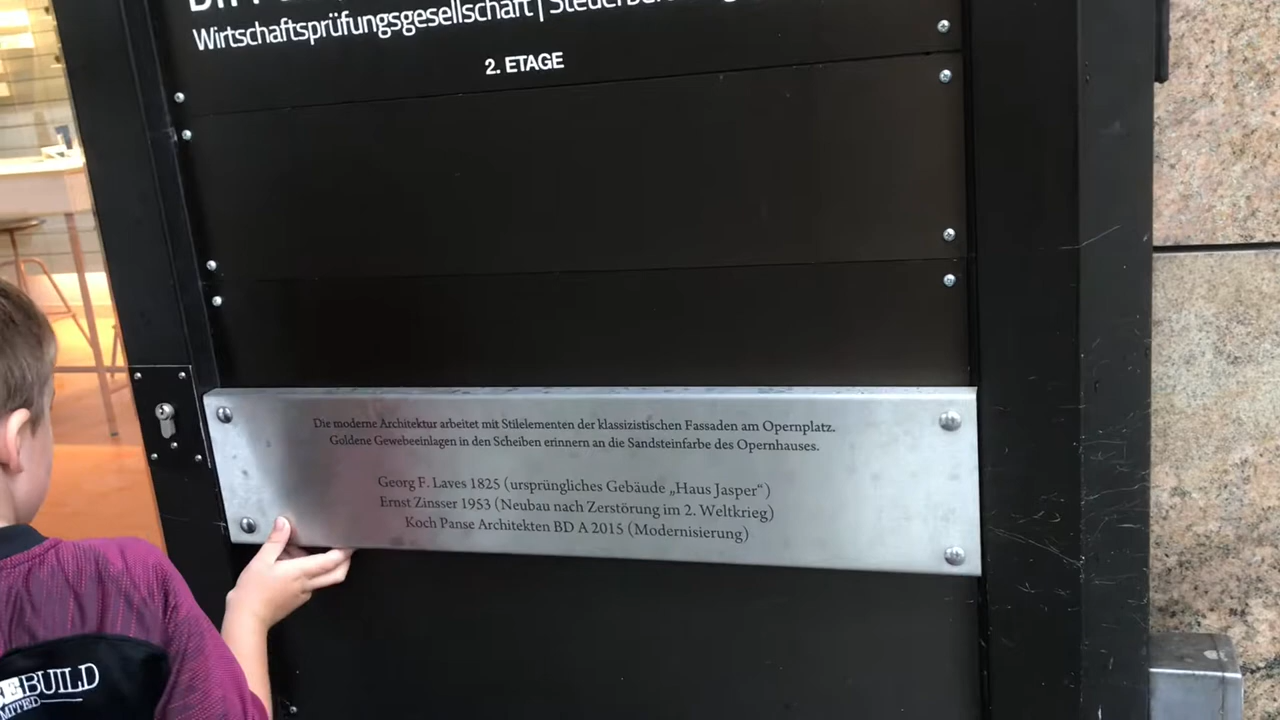 Wirtschaftsprüfungsgesellschaft |
2. ETAGE
Die moderne Architektur arbeitet mit Stilelementen der klassizistischen Fassaden am Opernplatz.
Goldene Gewebeeinlagen in den Scheiben erinnern an die Sandsteinfarbe des Opernhauses.
Georg F. Laves 1825 (ursprüngliches Gebäude „Haus Jasper“)
Ernst Zinsser 1953 (Neubau nach Zerstörung im 2. Weltkrieg)
Koch Panse Architekten BD A 2015 (Modernisierung)
BUILD